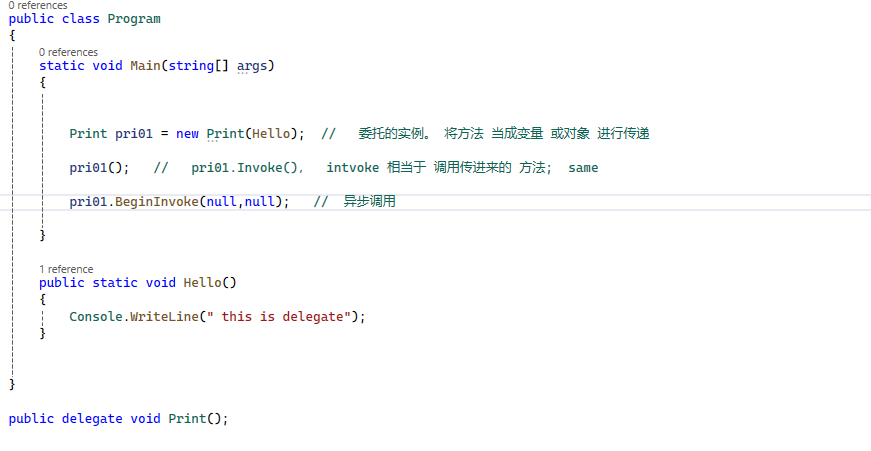 0 references
public class Program
{
0 references
static void Main(string[] args)
{
Print pri01 = new Print(Hello);  //   委托的实例。 将方法 当成变量 或对象 进行传递
pri01();   //   pri01.Invoke(),   intvoke 相当于 调用传进来的 方法;  same
pri01.BeginInvoke(null,null);   //  异步调用
}
1 reference
public static void Hello()
{
Console.WriteLine(" this is delegate");
}
}
public delegate void Print();